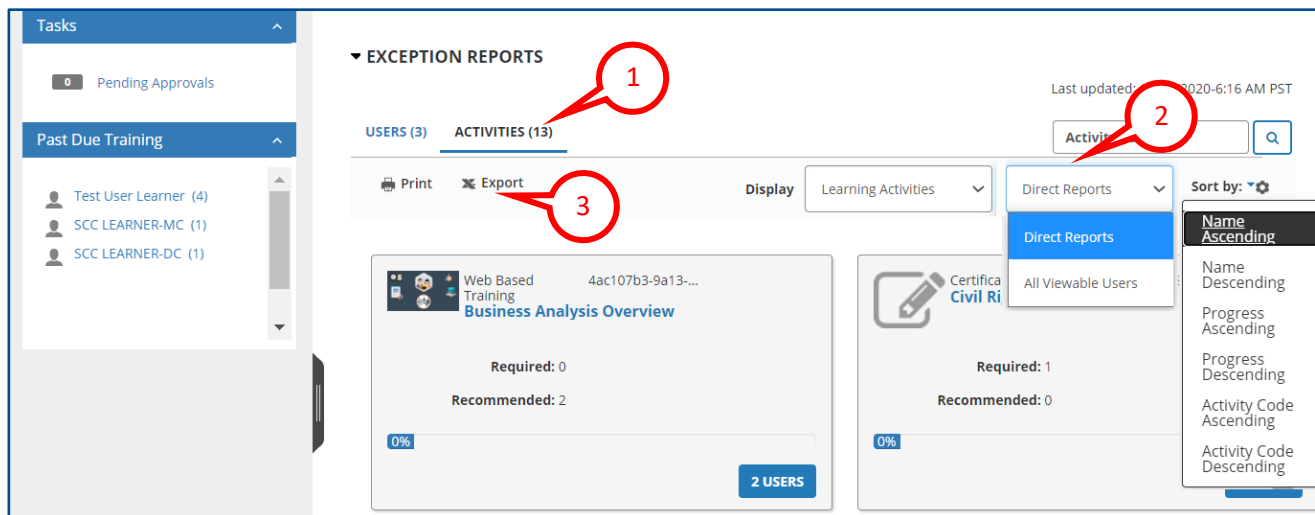 Tasks
0 Pending Approvals
Past Due Training
Test User Learner (4)
SCC LEARNER-MC (1)
SCC LEARNER-DC (1)
EXCEPTION REPORTS
1
Last updated: 2020-6:16 AM PST
USERS (3) ACTIVITIES (13)
2
Print Export
3
Display Learning Activities Direct Reports Sort by:
Direct Reports
All Viewable Users
Name
Ascending
Name
Descending
Progress
Ascending
Progress
Descending
Activity Code
Ascending
Activity Code
Descending
Web Based 4ac107b3-9a13-...
Training
Business Analysis Overview
Required: 0
Recommended: 2
0%
2 USERS
Civil
Required: 1
Recommended: 0
0%